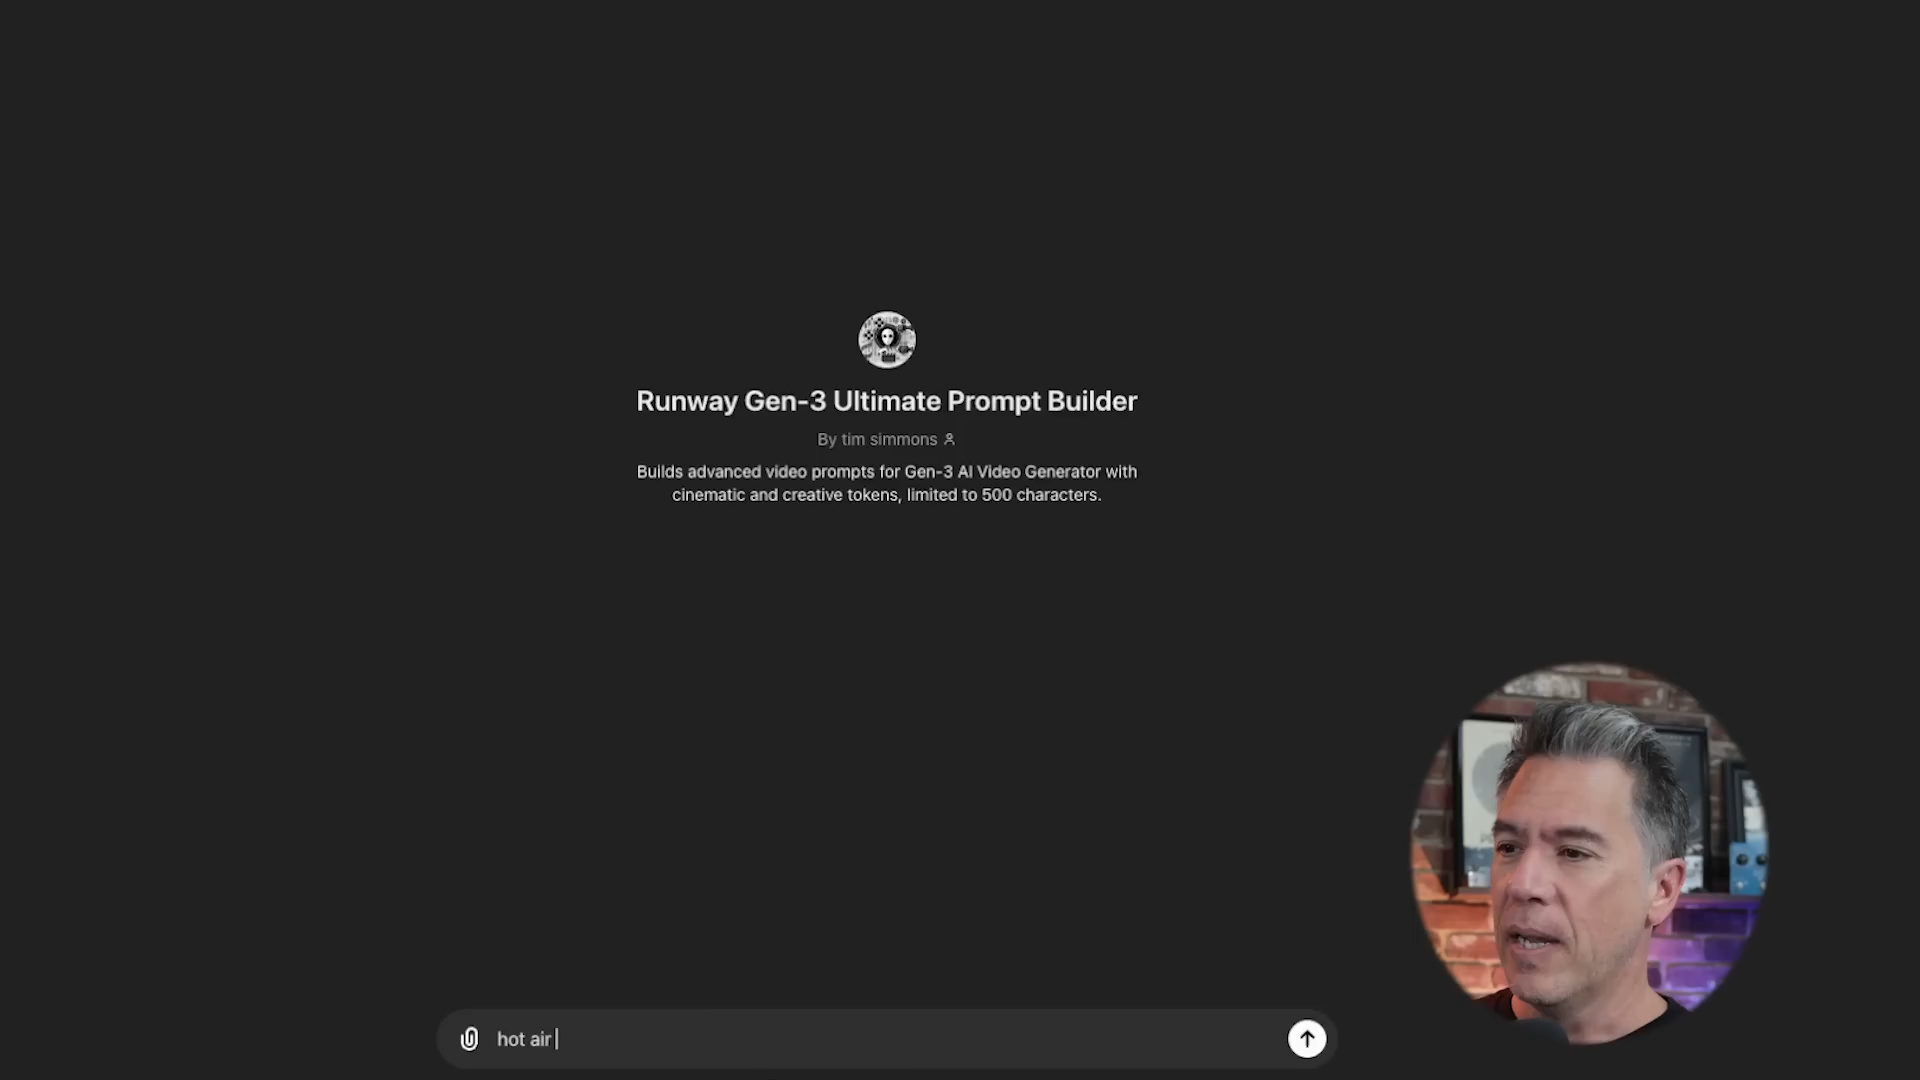 Runway Gen-3 Ultimate Prompt Builder
By tim simmons
Builds advanced video prompts for Gen-3 AI Video Generator with
cinematic and creative tokens, limited to 500 characters.
hot air